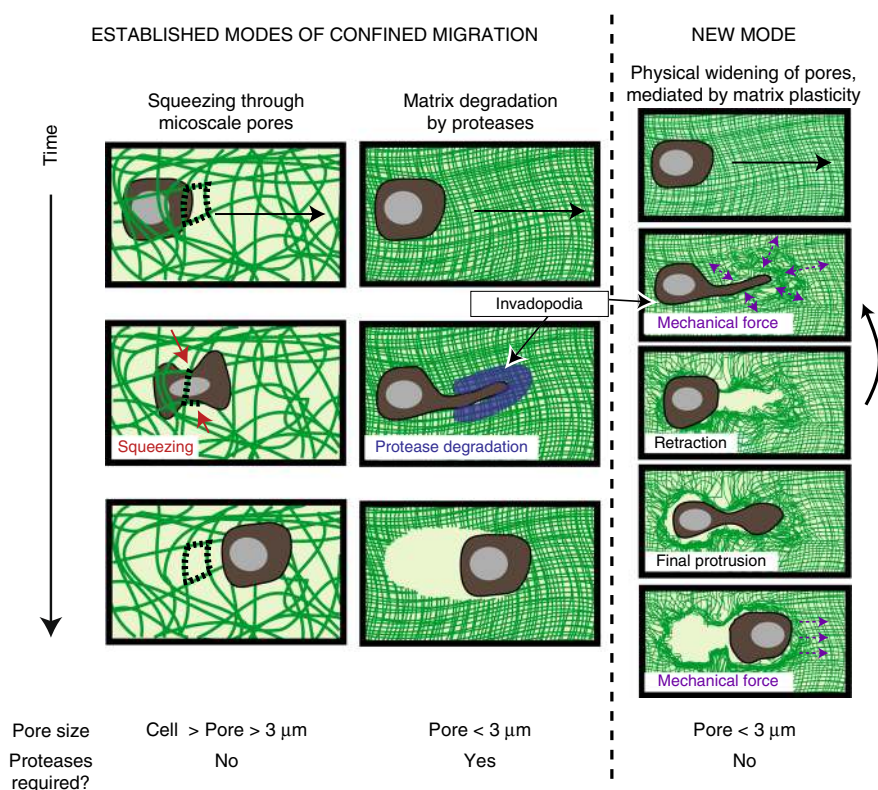 ESTABLISHED MODES OF CONFINED MIGRATION
NEW MODE
Time
Squeezing through
micoscale pores
Matrix degradation
by proteases
Physical widening of pores,
mediated by matrix plasticity
Invadopodia
Mechanical force
Squeezing
Protease degradation
Retraction
Final protrusion
Mechanical force
Pore size
Cell > Pore > 3 μm
Pore < 3 μm
Pore < 3 μm
Proteases
required?
No
Yes
No